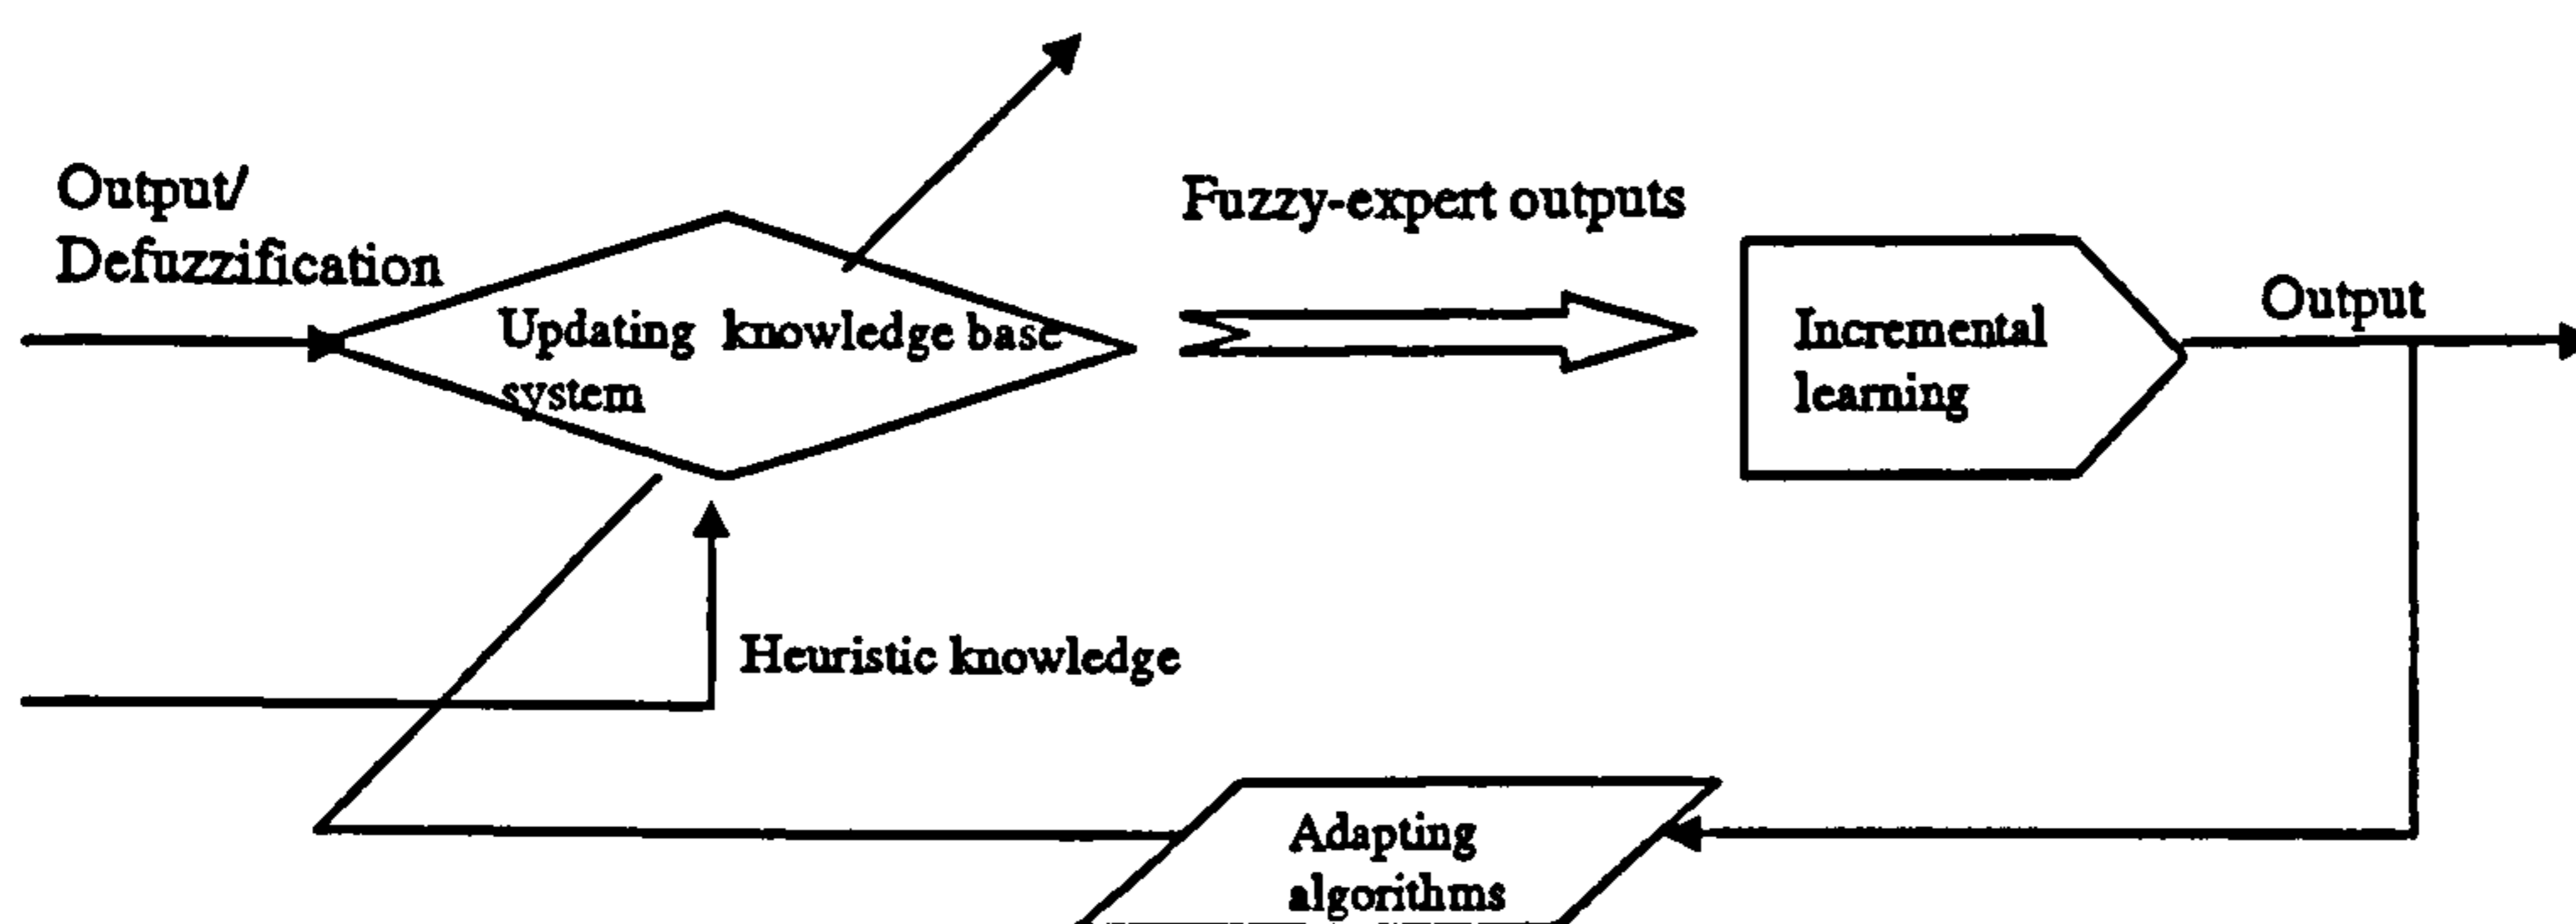 Output/
Defuzzification
Fuzzy-expert outputs
Updating knowledge base
system
Incremental
learning
Output
Heuristic knowledge
Adapting
algorithms